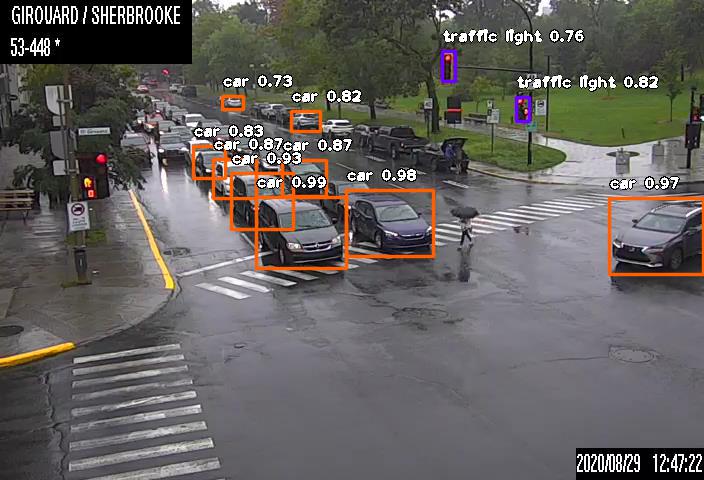 GIROUARD / SHERBROOKE
53-448 *
traffic light 0.76
traffic light 0.82
car 0.73
car 0.82
car 0.83
car 0.87
car 0.87
car 0.93
car 0.99
car 0.98
car 0.97
2020/08/29 12:47:22